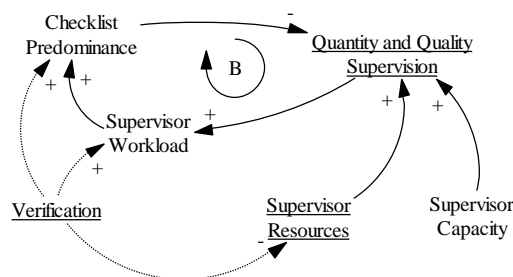 Checklist
Predominance
-
Quantity and Quality
Supervision
B
+
+
+
+
+
Supervisor
Workload
+
+
Verification
-
Supervisor
Resources
Supervisor
Capacity